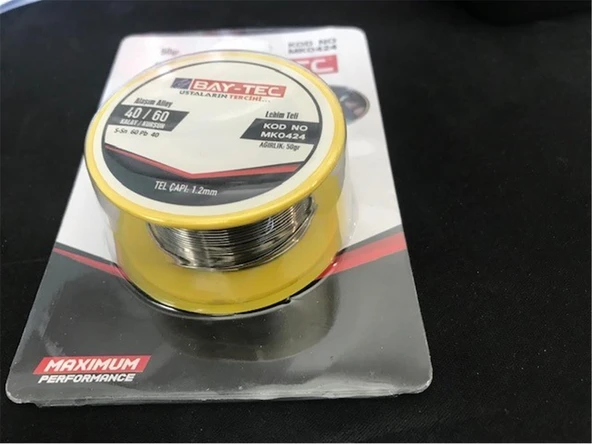 50gr
KOD NO
MK0424
TEC
BAY-TEC
USTALARIN TERCİHİ...
Alaşım Alloy
40 / 60
KALAY / KURŞUN
S-Sn 60 Pb 40
Lehim Teli
KOD NO
MK0424
AĞIRLIK: 50gr
TEL ÇAPI: 1.2mm
MAXIMUM
PERFORMANCE